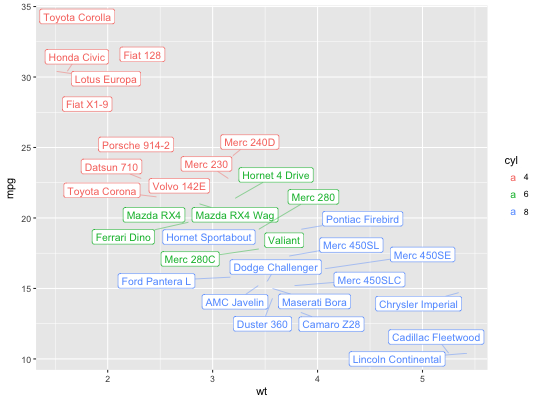 35
30
25
20
15
10
mpg
Toyota Corolla
Honda Civic
Fiat 128
Lotus Europa
Fiat X1-9
Porsche 914-2
Merc 240D
Datsun 710
Merc 230
Hornet 4 Drive
Toyota Corona
Volvo 142E
Merc 280
Mazda RX4
Mazda RX4 Wag
Pontiac Firebird
Ferrari Dino
Hornet Sportabout
Valiant
Merc 450SL
Merc 280C
Merc 450SE
Dodge Challenger
Ford Pantera L
Merc 450SLC
AMC Javelin
Maserati Bora
Chrysler Imperial
Duster 360
Camaro Z28
Cadillac Fleetwood
Lincoln Continental
2
3
4
5
wt
cyl
a 4
a 6
a 8